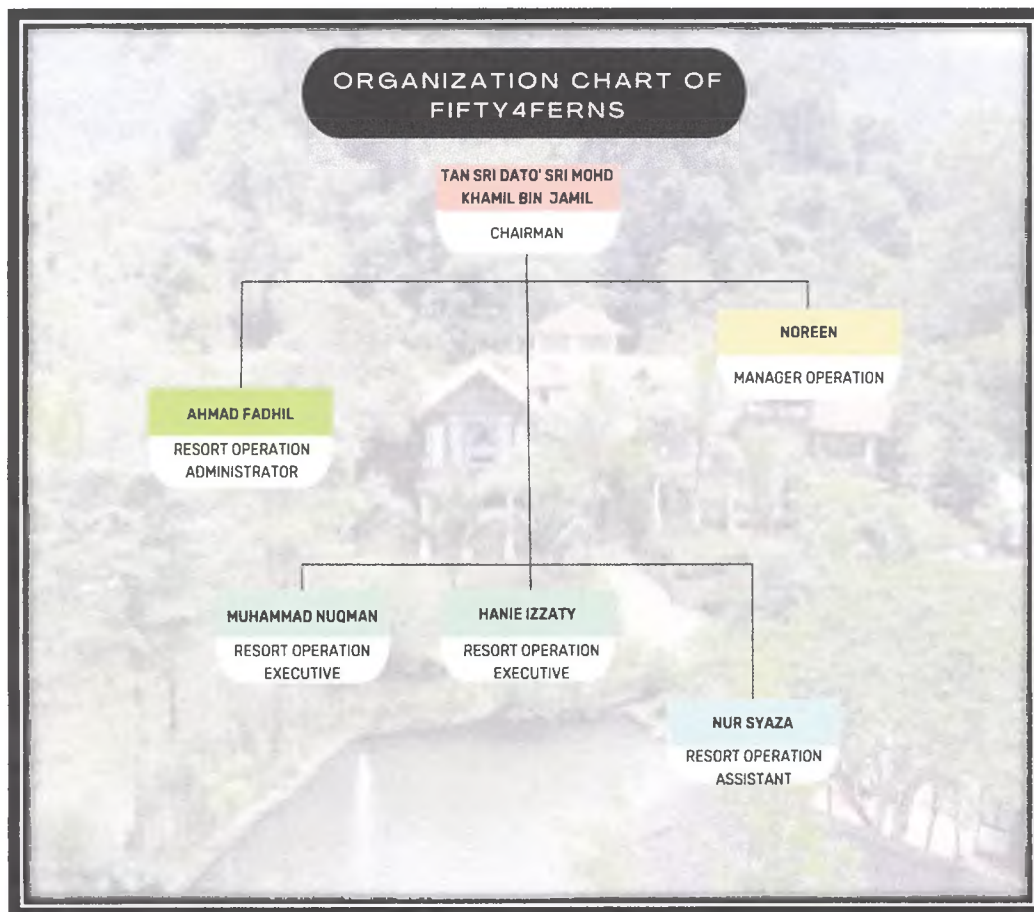 ORGANIZATION CHART OF
FIFTY4FERNS
TAN SRI DATO' SRI MOHD
KHAMIL BIN JAMIL
CHAIRMAN
NOREEN
MANAGER OPERATION
AHMAD FADHIL
RESORT OPERATION
ADMINISTRATOR
MUHAMMAD NUQMAN
RESORT OPERATION
EXECUTIVE
HANIE IZZATY
RESORT OPERATION
EXECUTIVE
NUR SYAZA
RESORT OPERATION
ASSISTANT